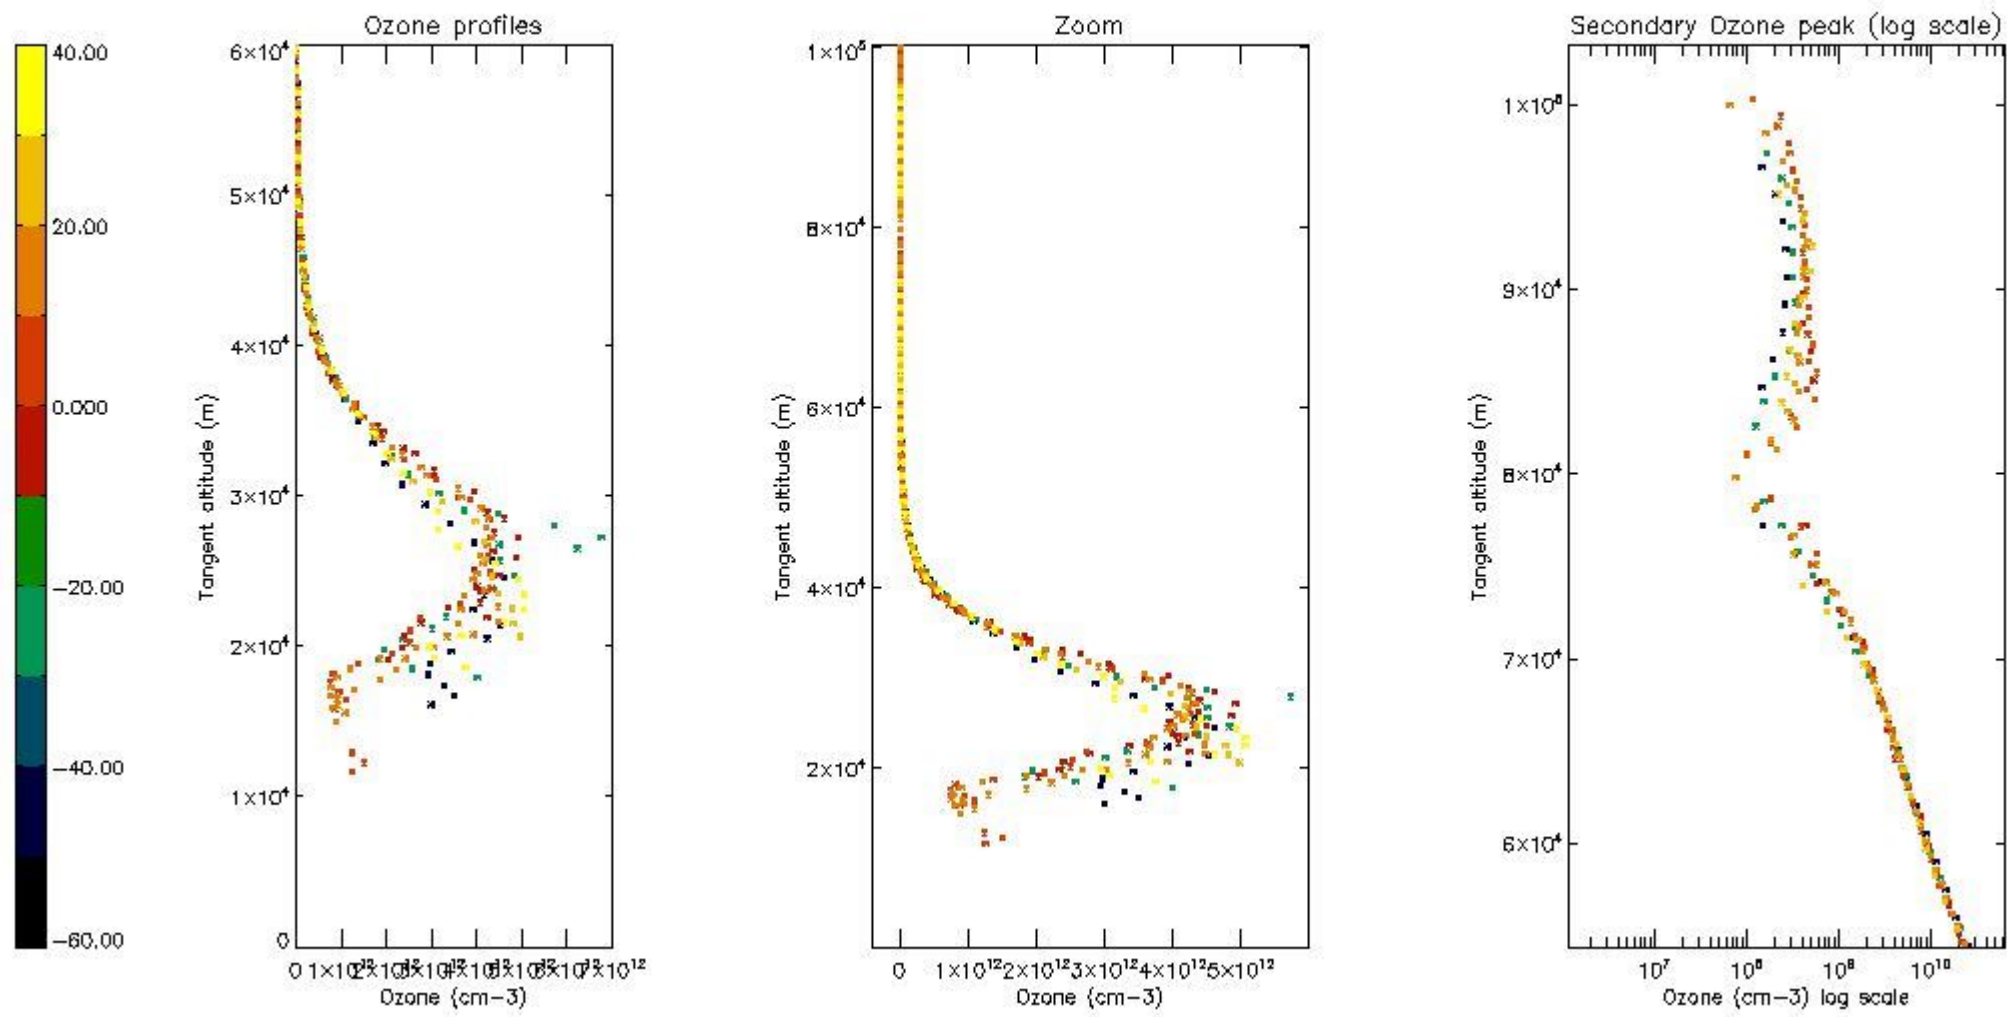 Ozone profiles
Zoom
Secondary Ozone peak (log scale)
40.00
20.00
0.000
−20.00
−40.00
−60.00
6×10⁴
5×10⁴
4×10⁴
3×10⁴
2×10⁴
1×10⁴
0
Tangent altitude (m)
0
7×10¹²
Ozone (cm−3)
1×10⁵
8×10⁴
6×10⁴
4×10⁴
2×10⁴
Tangent altitude (m)
0 1×10¹² 2×10¹² 3×10¹² 4×10¹² 5×10¹²
Ozone (cm−3)
9×10⁴
8×10⁴
7×10⁴
6×10⁴
Tangent altitude (m)
10⁷ 10⁸ 10⁹ 10¹⁰
Ozone (cm−3) log scale